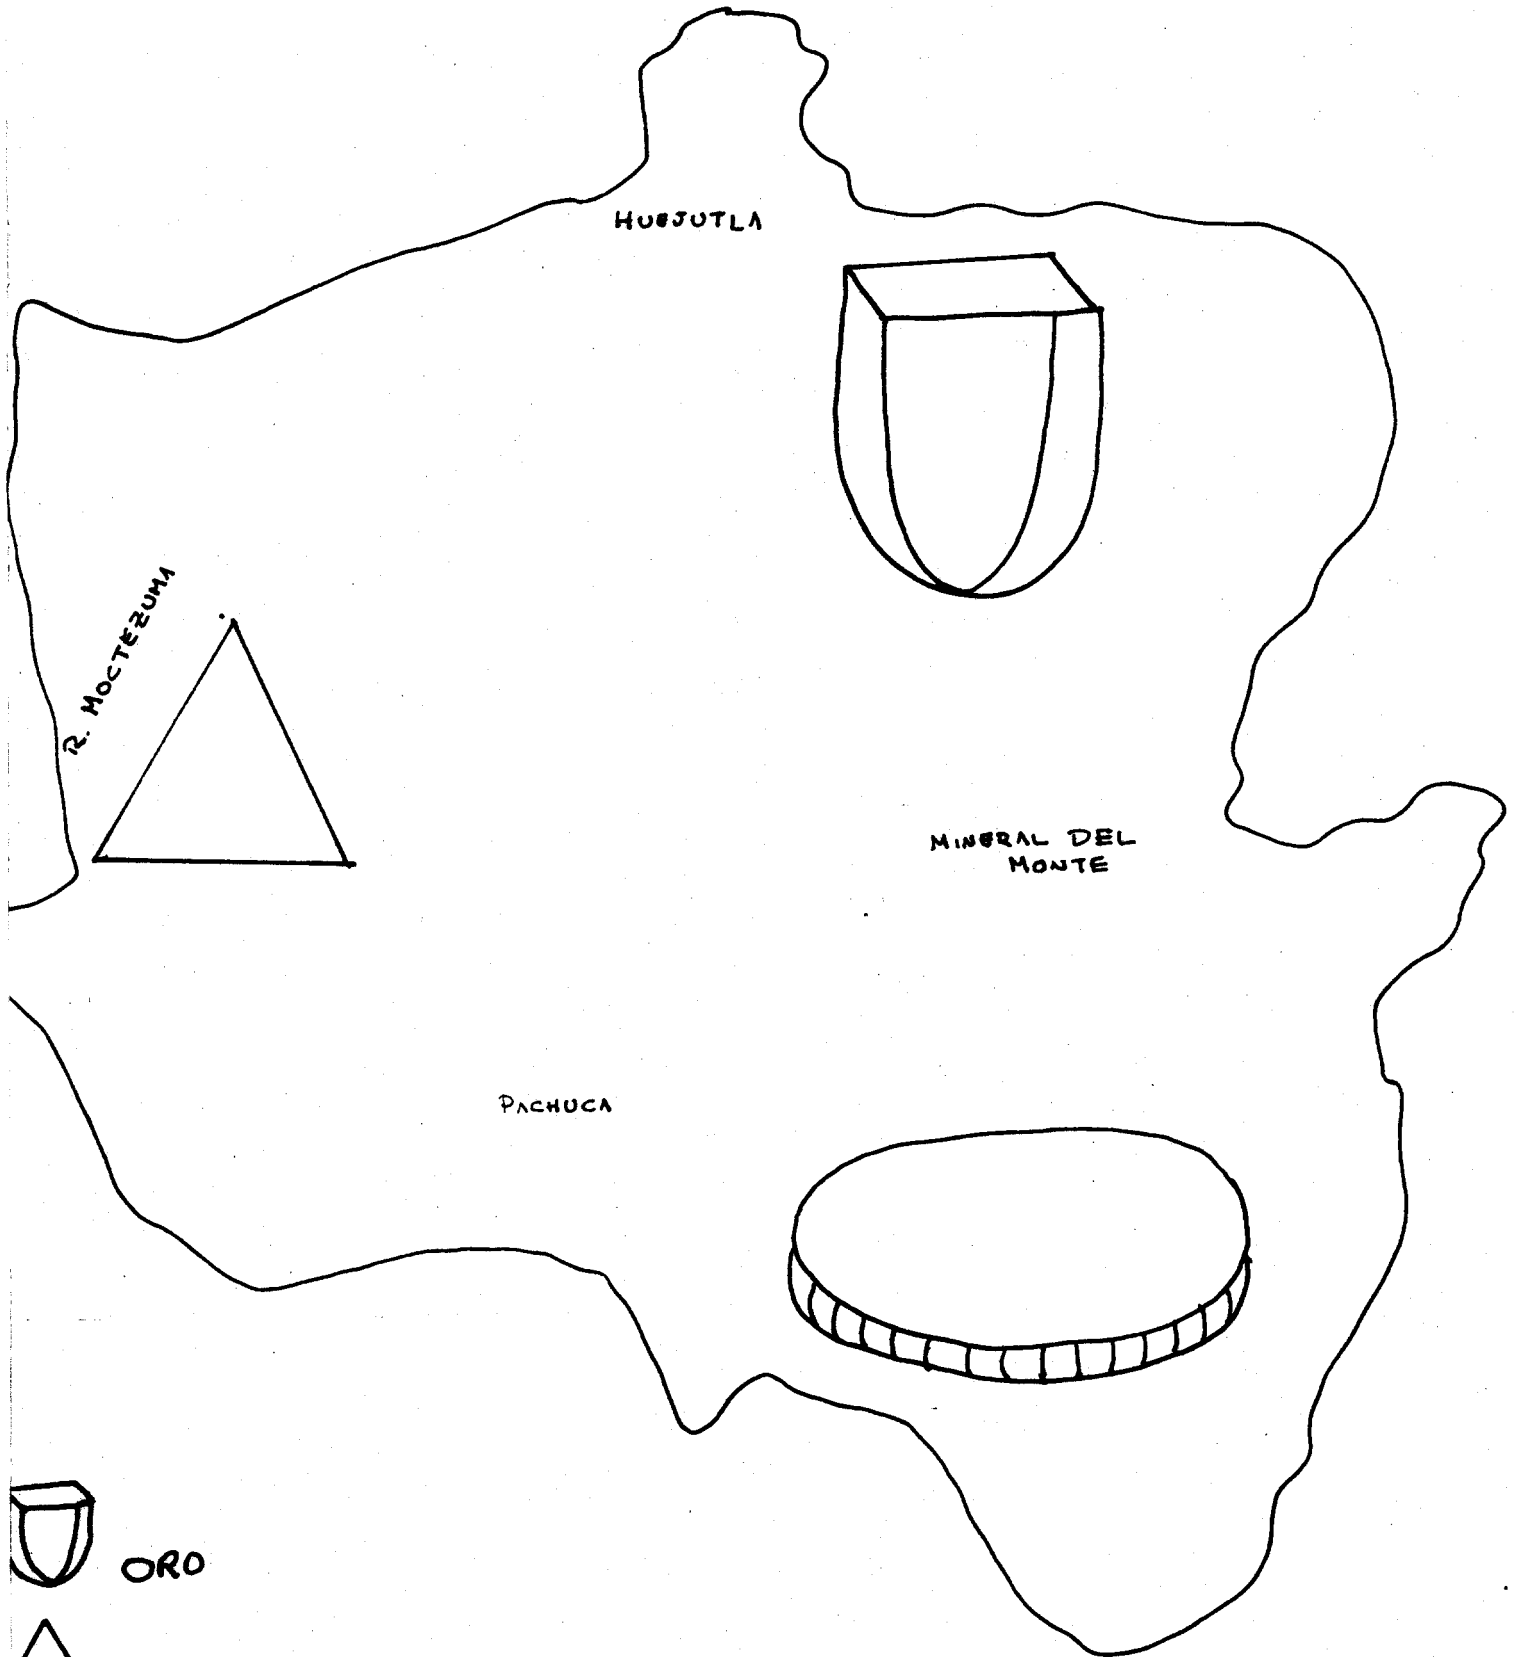 HUEJUTLA
R. MOCTEZUMA
MINERAL DEL
MONTE
PACHUCA
ORO